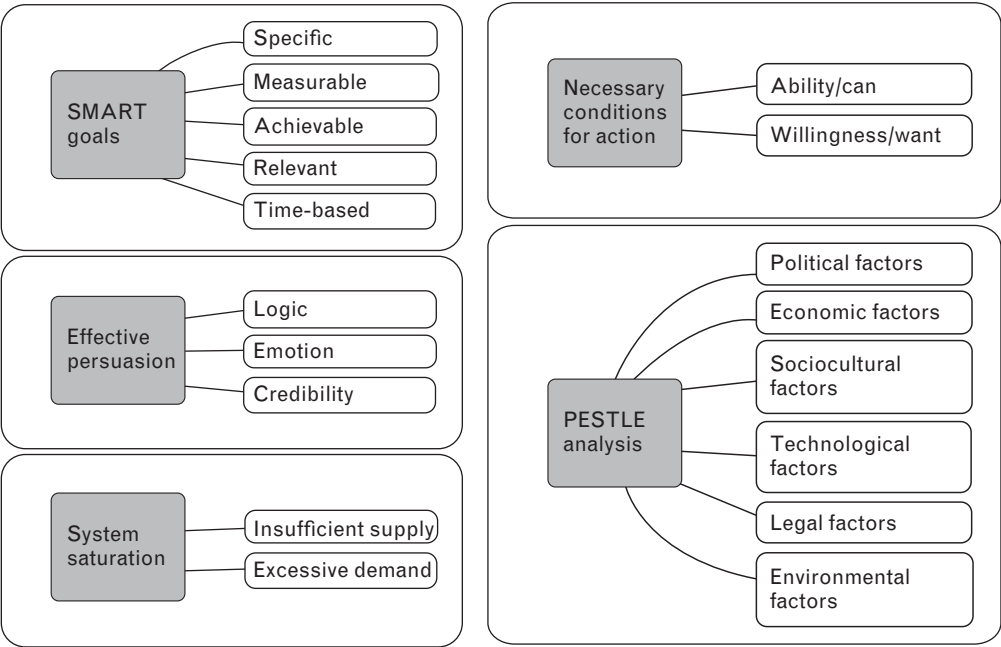 SMART
goals
Specific
Measurable
Achievable
Relevant
Time-based
Effective
persuasion
Logic
Emotion
Credibility
System
saturation
Insufficient supply
Excessive demand
Necessary
conditions
for action
Ability/can
Willingness/want
PESTLE
analysis
Political factors
Economic factors
Sociocultural
factors
Technological
factors
Legal factors
Environmental
factors